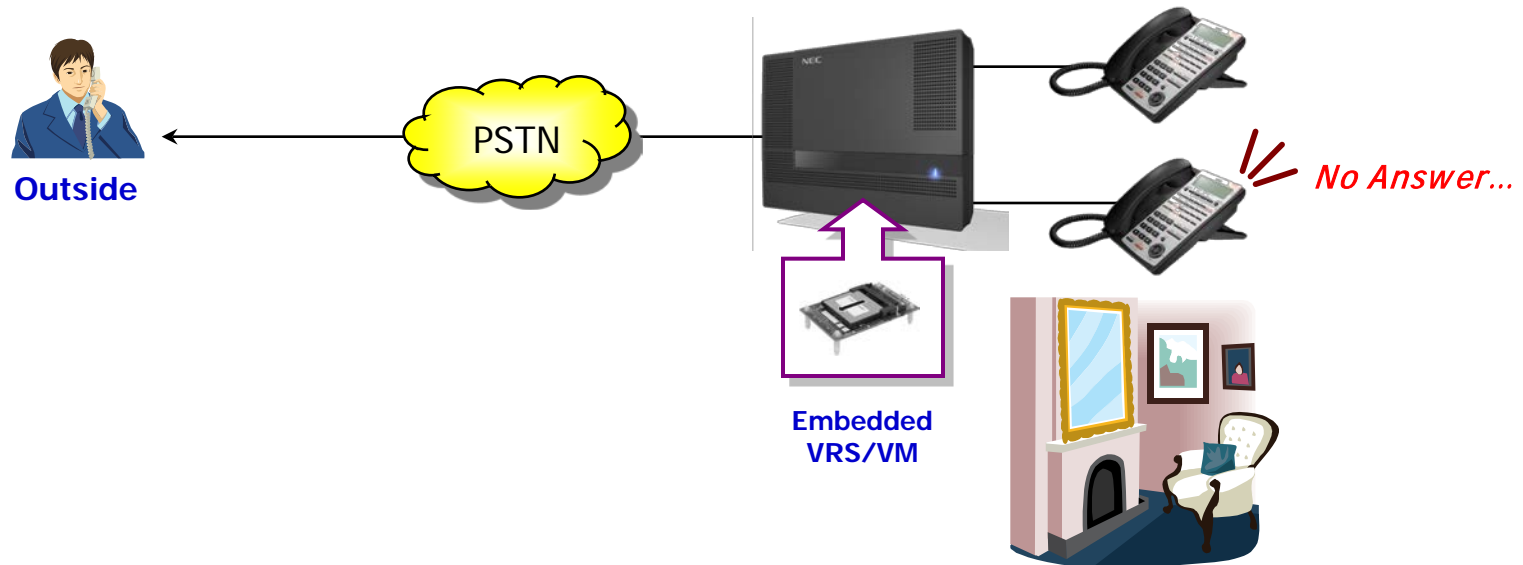 NEC
PSTN
Outside
No Answer...
Embedded
VRS/VM